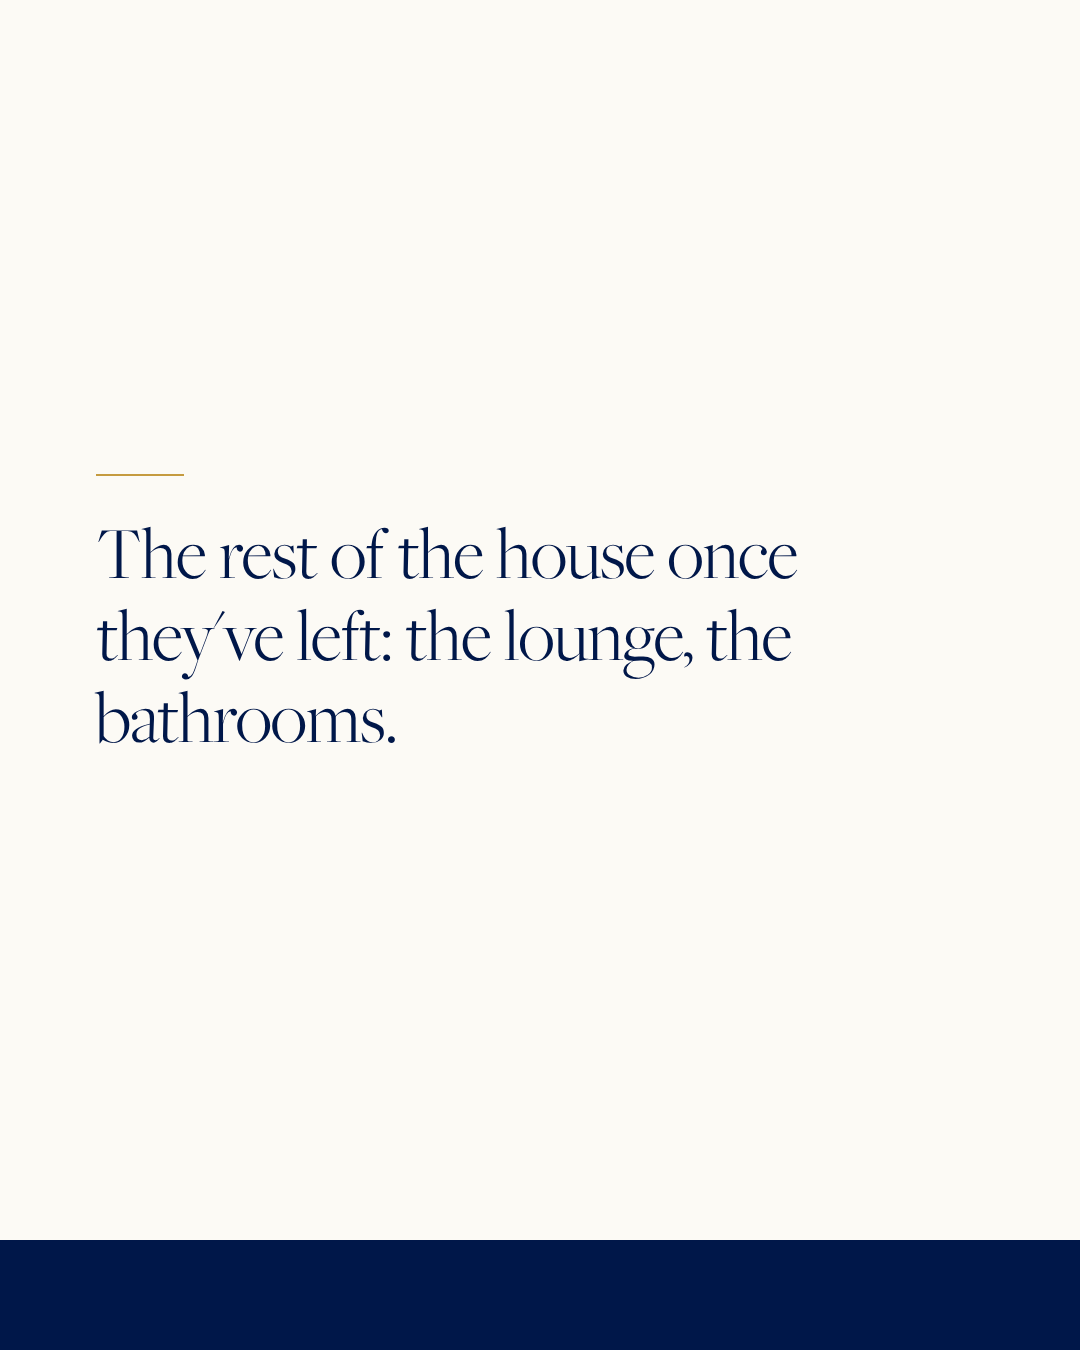 The rest of the house once
they've left: the lounge, the
bathrooms.